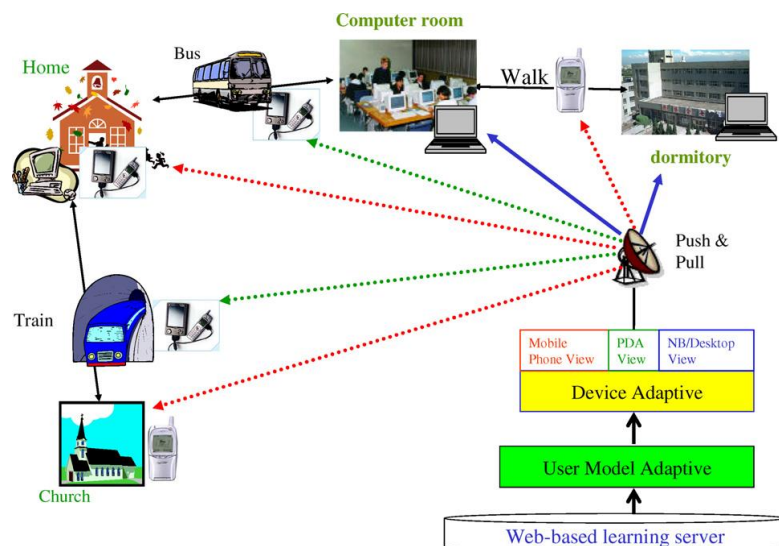 Computer room
Bus
Home
Walk
dormitory
Push &
Pull
Train
Mobile
Phone View
PDA
View
NB/Desktop
View
Device Adaptive
User Model Adaptive
Church
Web-based learning server